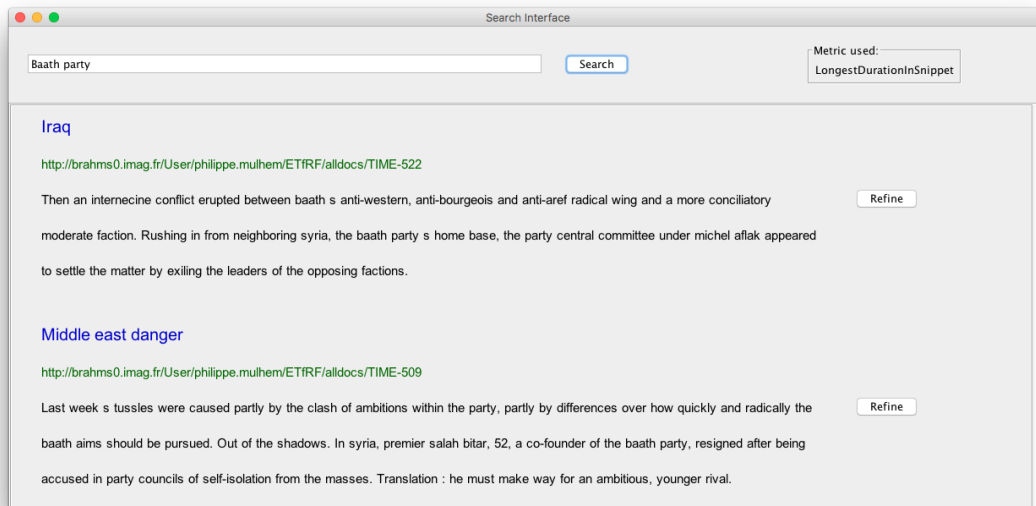 Search Interface
Baath party
Search
Metric used:
LongestDurationInSnippet
Iraq
http://brahms0.imag.fr/User/philippe.mulhem/ETfRF/alldocs/TIME-522
Then an internecine conflict erupted between baath s anti-western, anti-bourgeois and anti-aref radical wing and a more conciliatory
Refine
moderate faction. Rushing in from neighboring syria, the baath party s home base, the party central committee under michel aflak appeared
to settle the matter by exiling the leaders of the opposing factions.
Middle east danger
http://brahms0.imag.fr/User/philippe.mulhem/ETfRF/alldocs/TIME-509
Last week s tussles were caused partly by the clash of ambitions within the party, partly by differences over how quickly and radically the
Refine
baath aims should be pursued. Out of the shadows. In syria, premier salah bitar, 52, a co-founder of the baath party, resigned after being
accused in party councils of self-isolation from the masses. Translation : he must make way for an ambitious, younger rival.